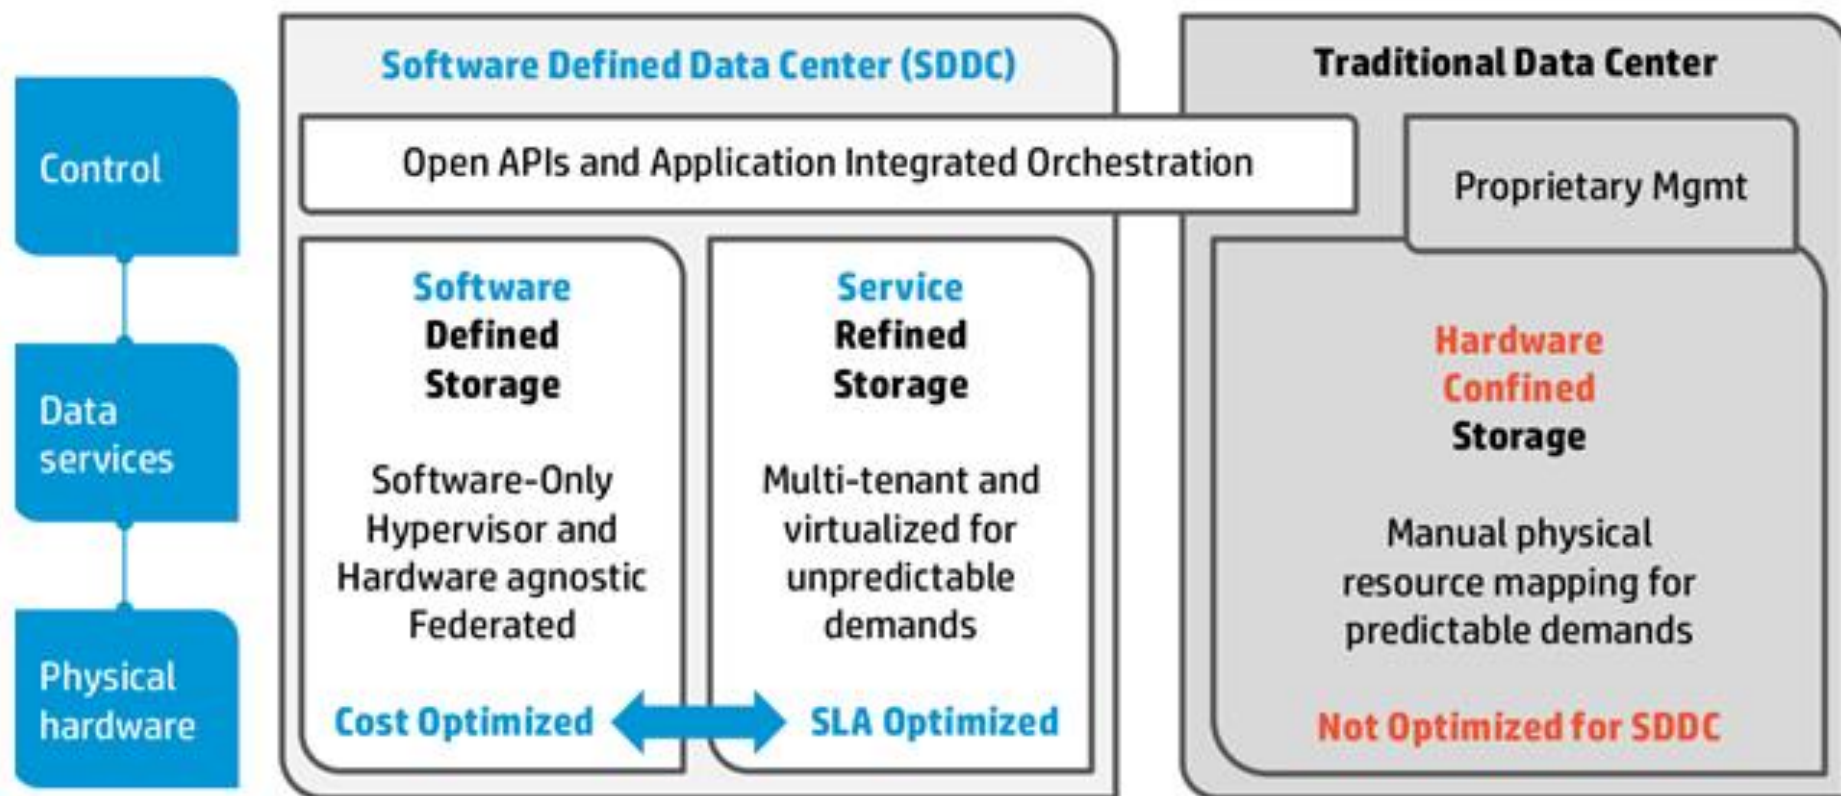 Control
Data
services
Physical
hardware
Software Defined Data Center (SDDC)
Open APIs and Application Integrated Orchestration
Software
Defined
Storage
Software-Only
Hypervisor and
Hardware agnostic
Federated
Cost Optimized
Service
Refined
Storage
Multi-tenant and
virtualized for
unpredictable
demands
SLA Optimized
Traditional Data Center
Proprietary Mgmt
Hardware
Confined
Storage
Manual physical
resource mapping for
predictable demands
Not Optimized for SDDC